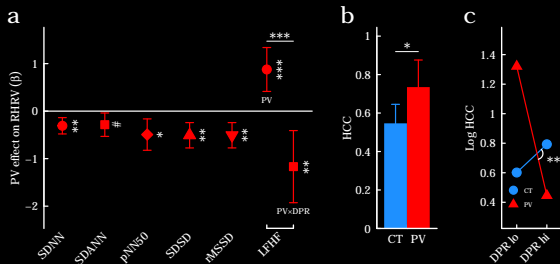 a
PV effect on RHRV (β)
1
0
−1
−2
**
#
*
**
**
***
***
PV
**
PV×DPR
SDNN
SDANN
pNN50
SDSD
rMSSD
LFHF
b
HCC
1
0.8
0.6
0.4
0.2
0
*
CT
PV
c
Log HCC
1.4
1.2
1
0.8
0.6
0.4
**
CT
PV
DPR lo
DPR hi